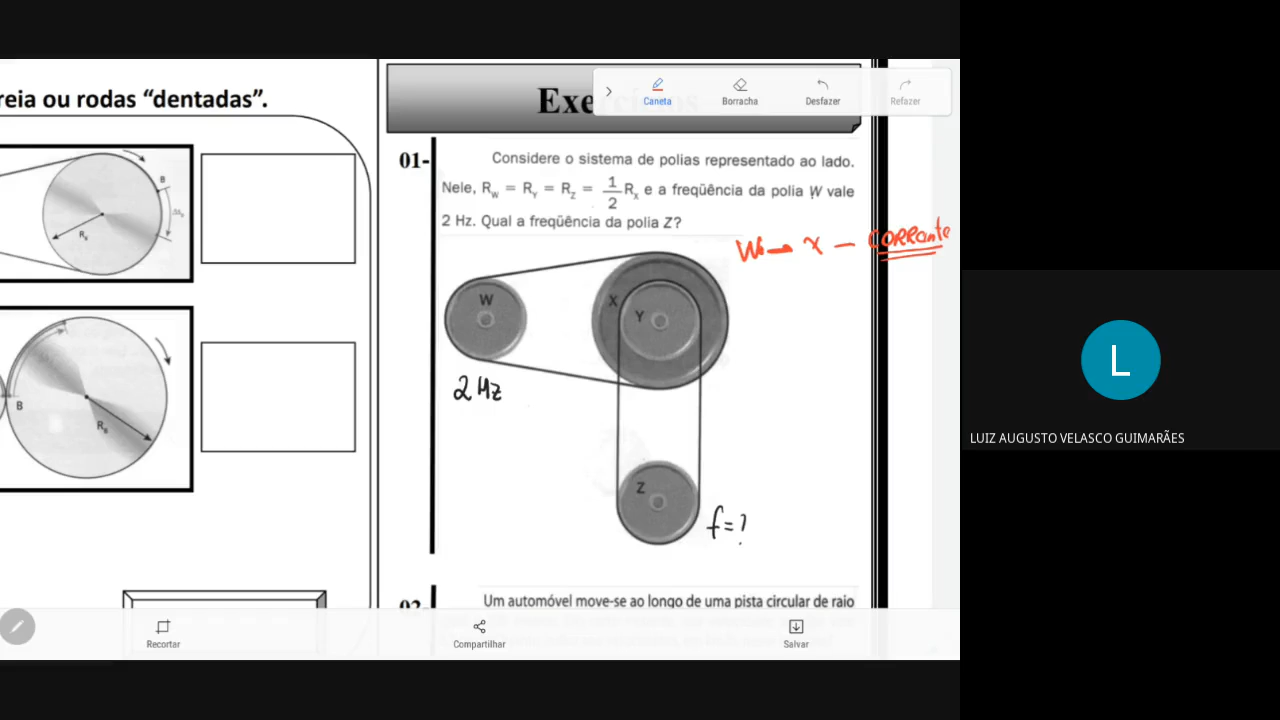 reia ou rodas “dentadas”.
B
Rₓ
B
R_B
Caneta
Borracha
Desfazer
Refazer
01-
Considere o sistema de polias representado ao lado.
Nele, R_W = R_Y = R_Z = 1/2 R_X e a freqüência da polia W vale
2 Hz. Qual a freqüência da polia Z?
W — X — CORRente
W
X
Y
2 Hz
Z
f = ?
02-
Um automóvel move-se ao longo de uma pista circular de raio
Recortar
Compartilhar
Salvar
L
LUIZ AUGUSTO VELASCO GUIMARÃES